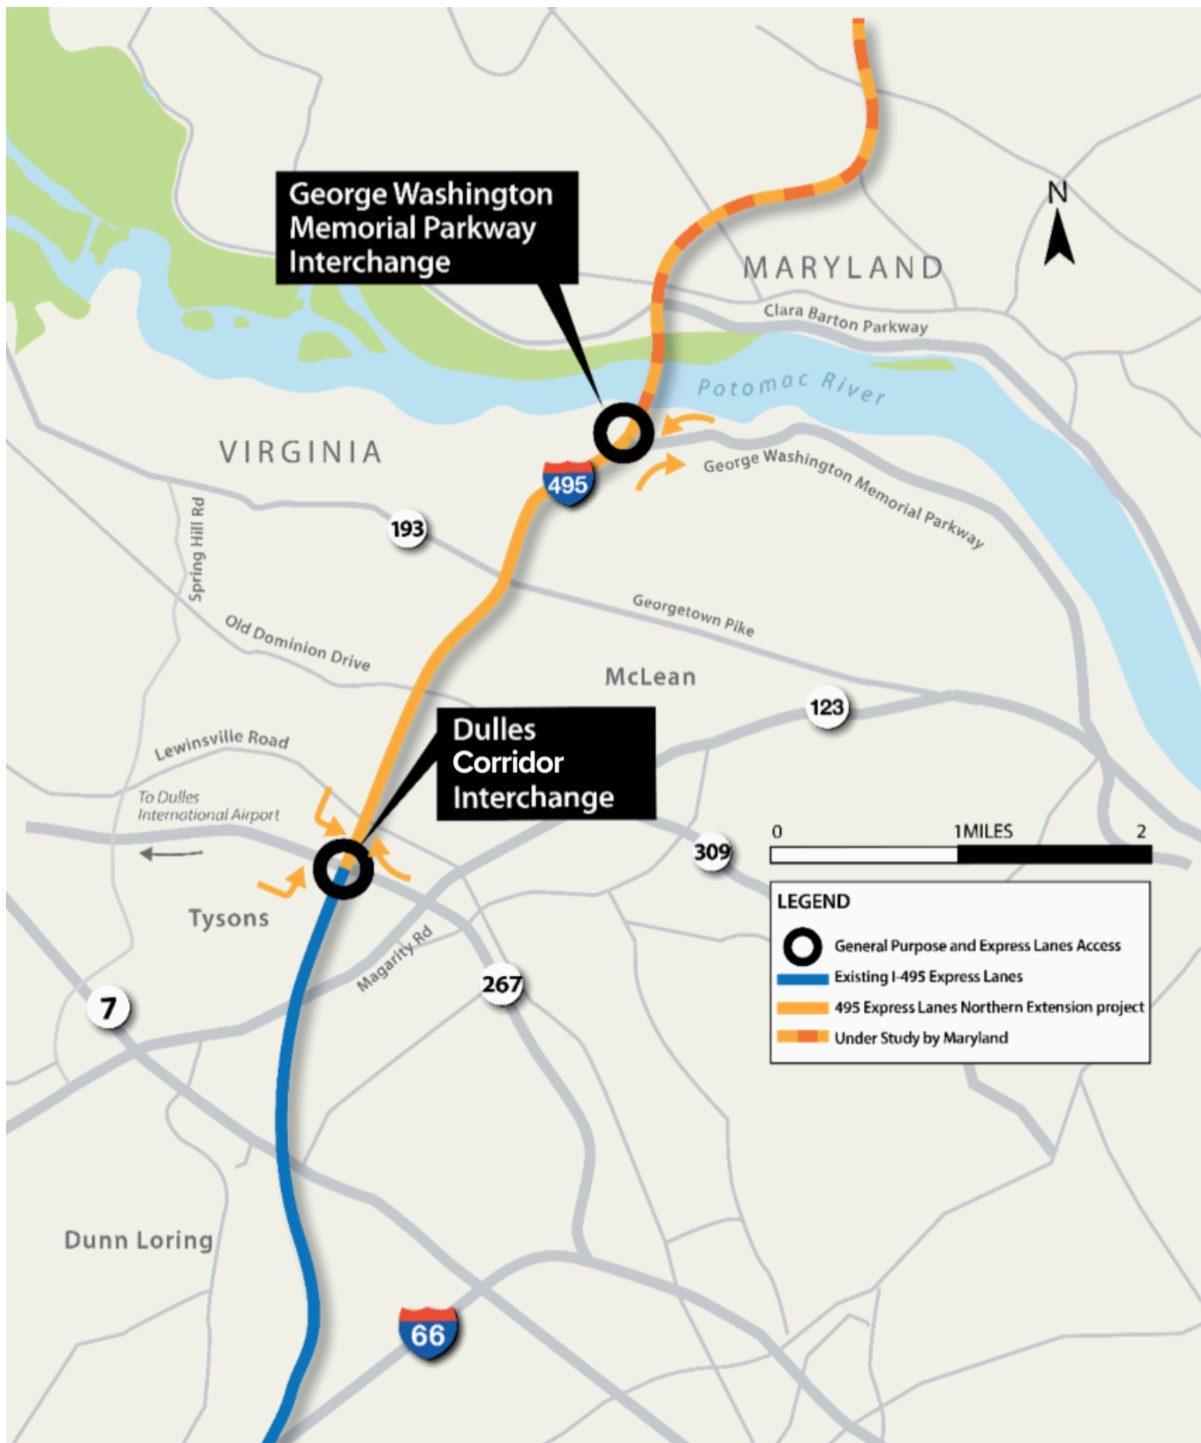 George Washington
Memorial Parkway
Interchange
N
MARYLAND
Clara Barton Parkway
Potomac River
VIRGINIA
495
George Washington Memorial Parkway
193
Spring Hill Rd
Georgetown Pike
Old Dominion Drive
McLean
123
Dulles
Corridor
Interchange
Lewinsville Road
To Dulles
International Airport
0 1 MILES 2
309
Tysons
Magarity Rd
267
7
LEGEND
General Purpose and Express Lanes Access
Existing I-495 Express Lanes
495 Express Lanes Northern Extension project
Under Study by Maryland
Dunn Loring
66